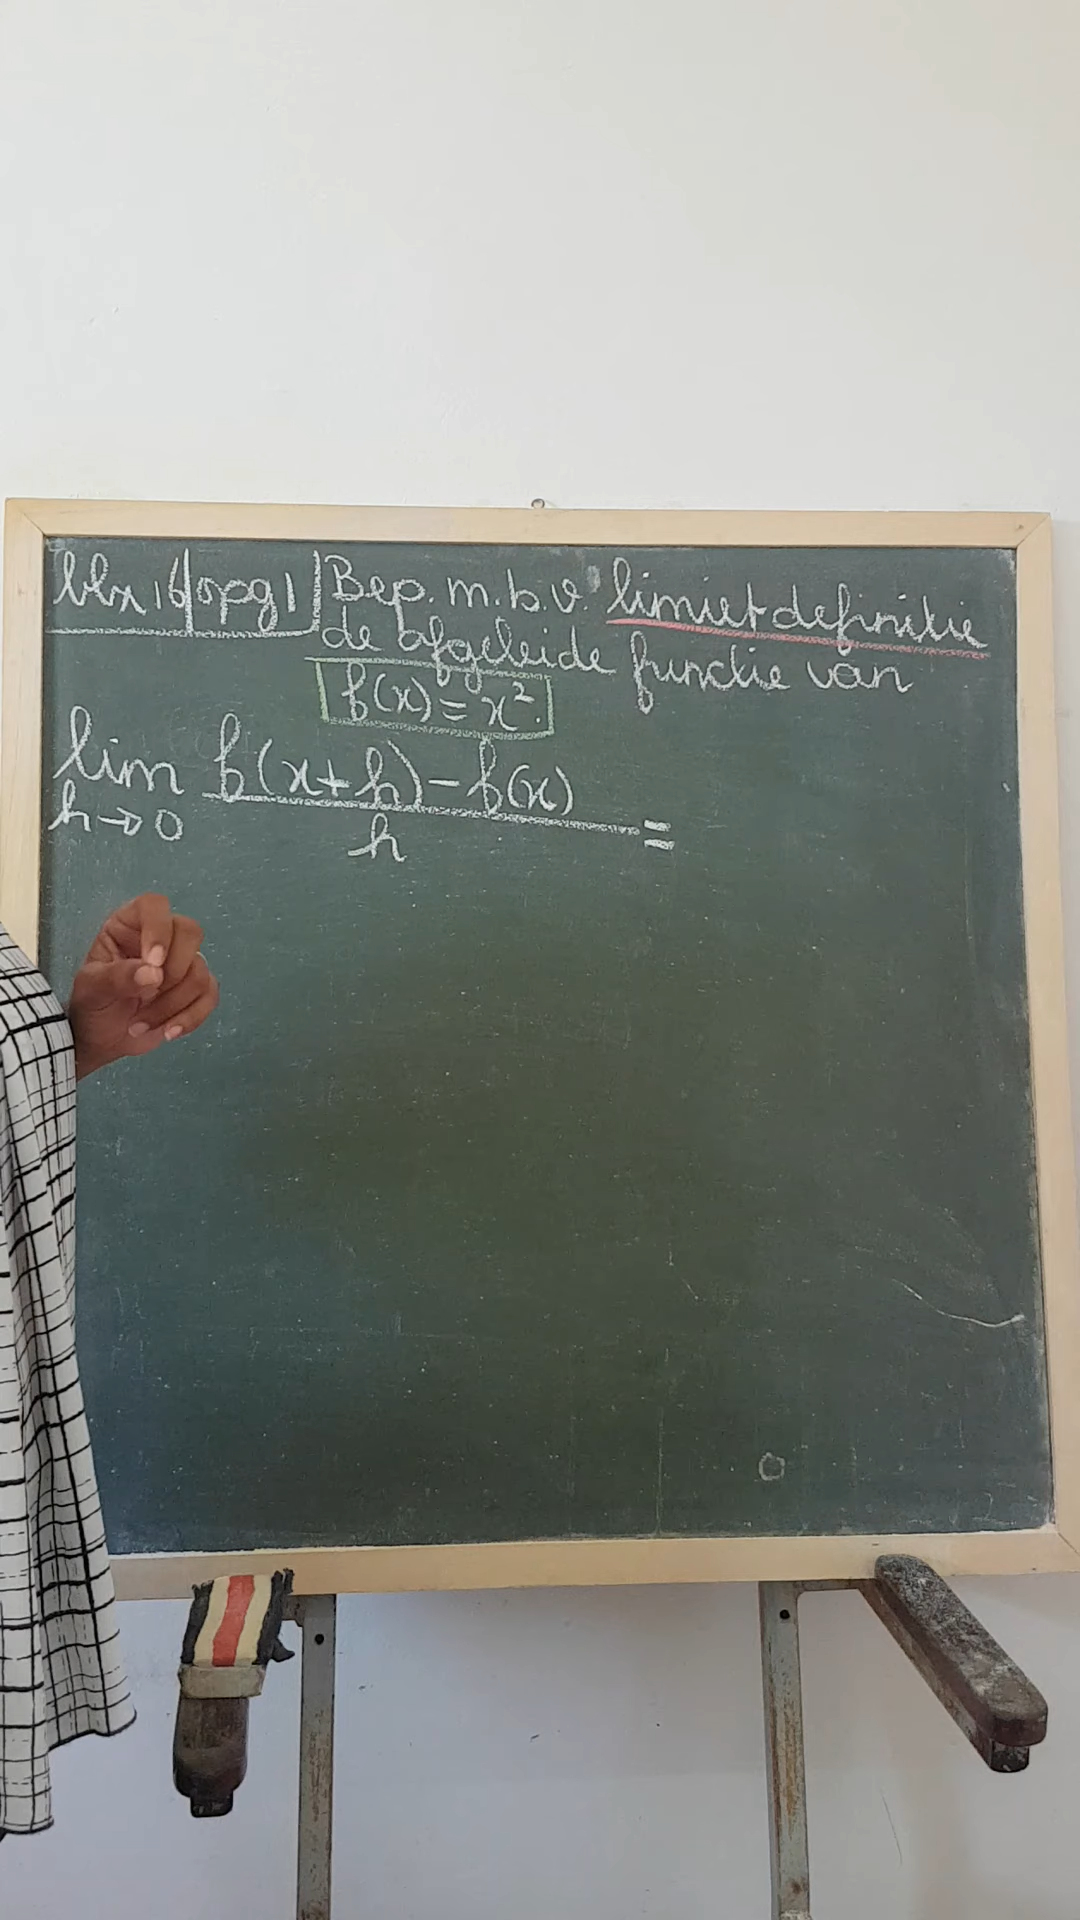 blz 16 opg 1 Bep. m.b.v. limietdefinitie
de afgeleide functie van
f(x) = x².
lim f(x+h) - f(x)
h→0 h =